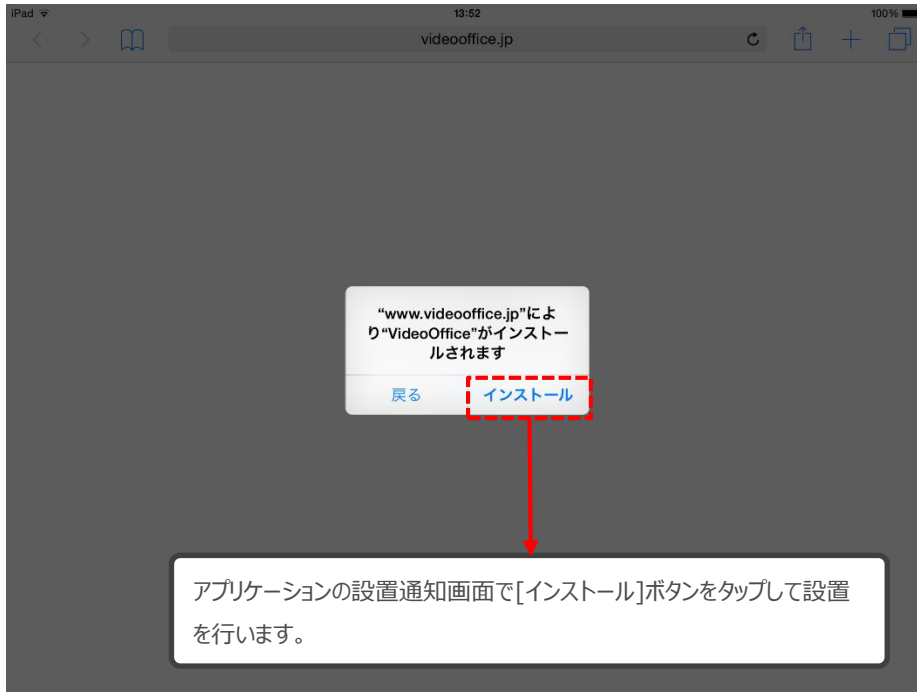 iPad 13:52 100%
videooffice.jp
“www.videooffice.jp”によ
り“VideoOffice”がインストー
ルされます
戻る インストール
アプリケーションの設置通知画面で[インストール]ボタンをタップして設置
を行います。